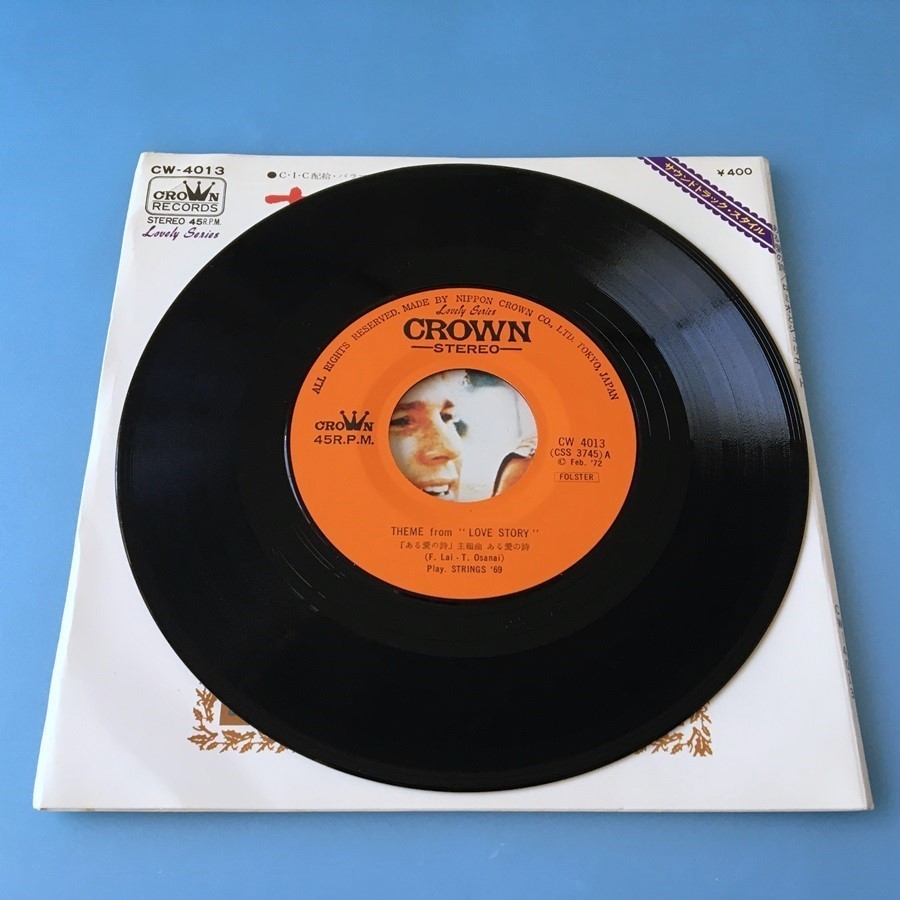 CW-4013
CROWN
RECORDS
STEREO 45 R.P.M.
Lovely Series
●C・I・C配給・パラ
サウンドトラック・スタイル
¥400
ALL RIGHTS RESERVED. MADE BY NIPPON CROWN CO., LTD. TOKYO, JAPAN
Lovely Series
CROWN
STEREO
CROWN
45R.P.M.
CW 4013
(CSS 3745) A
© Feb. '72
FOLSTER
THEME from "LOVE STORY"
「ある愛の詩」主題曲 ある愛の詩
(F. Lai - T. Osanai)
Play. STRINGS '69